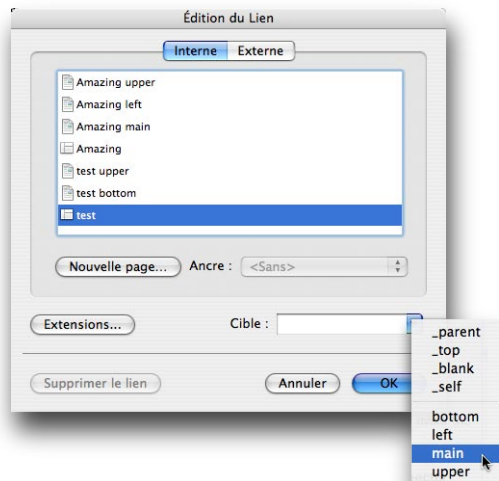 Édition du Lien
Interne Externe
Amazing upper
Amazing left
Amazing main
Amazing
test upper
test bottom
test
Nouvelle page... Ancre : <Sans>
Extensions... Cible :
_parent
_top
_blank
_self
Supprimer le lien Annuler OK
bottom
left
main
upper